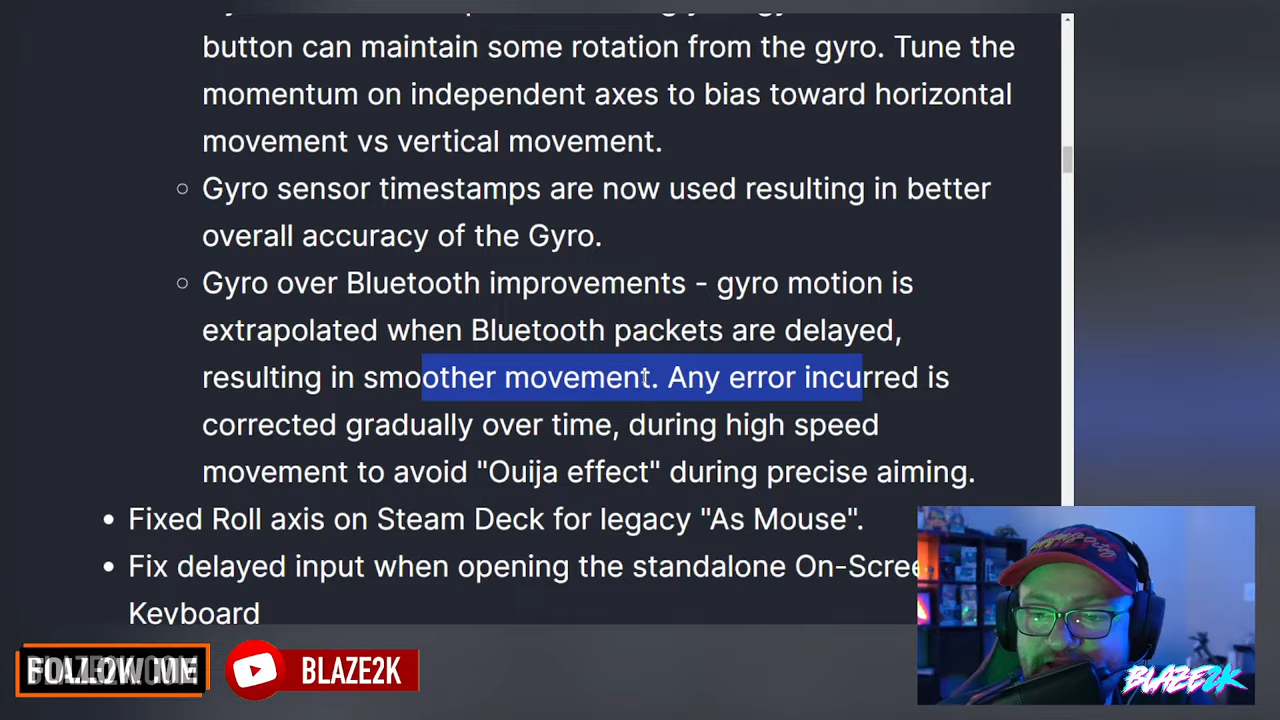 button can maintain some rotation from the gyro. Tune the
momentum on independent axes to bias toward horizontal
movement vs vertical movement.
Gyro sensor timestamps are now used resulting in better
overall accuracy of the Gyro.
Gyro over Bluetooth improvements - gyro motion is
extrapolated when Bluetooth packets are delayed,
resulting in smoother movement. Any error incurred is
corrected gradually over time, during high speed
movement to avoid "Ouija effect" during precise aiming.
Fixed Roll axis on Steam Deck for legacy "As Mouse".
Fix delayed input when opening the standalone On-Scree
Keyboard
BLAZE2K
BLAZE2K